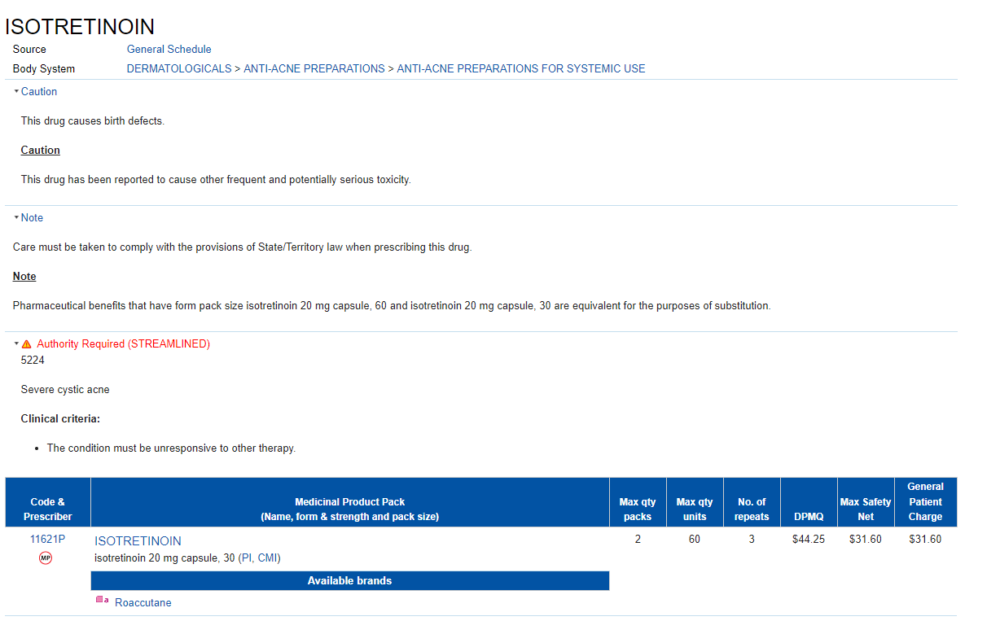 ISOTRETINOIN
Source General Schedule
Body System DERMATOLOGICALS > ANTI-ACNE PREPARATIONS > ANTI-ACNE PREPARATIONS FOR SYSTEMIC USE
Caution
This drug causes birth defects.
Caution
This drug has been reported to cause other frequent and potentially serious toxicity.
Note
Care must be taken to comply with the provisions of State/Territory law when prescribing this drug.
Note
Pharmaceutical benefits that have form pack size isotretinoin 20 mg capsule, 60 and isotretinoin 20 mg capsule, 30 are equivalent for the purposes of substitution.
Authority Required (STREAMLINED)
5224
Severe cystic acne
Clinical criteria:
• The condition must be unresponsive to other therapy.
Code & Prescriber Medicinal Product Pack (Name, form & strength and pack size) Max qty packs Max qty units No. of repeats DPMQ Max Safety Net General Patient Charge
11621P ISOTRETINOIN 2 60 3 $44.25 $31.60 $31.60
MP isotretinoin 20 mg capsule, 30 (PI, CMI)
Available brands
a Roaccutane